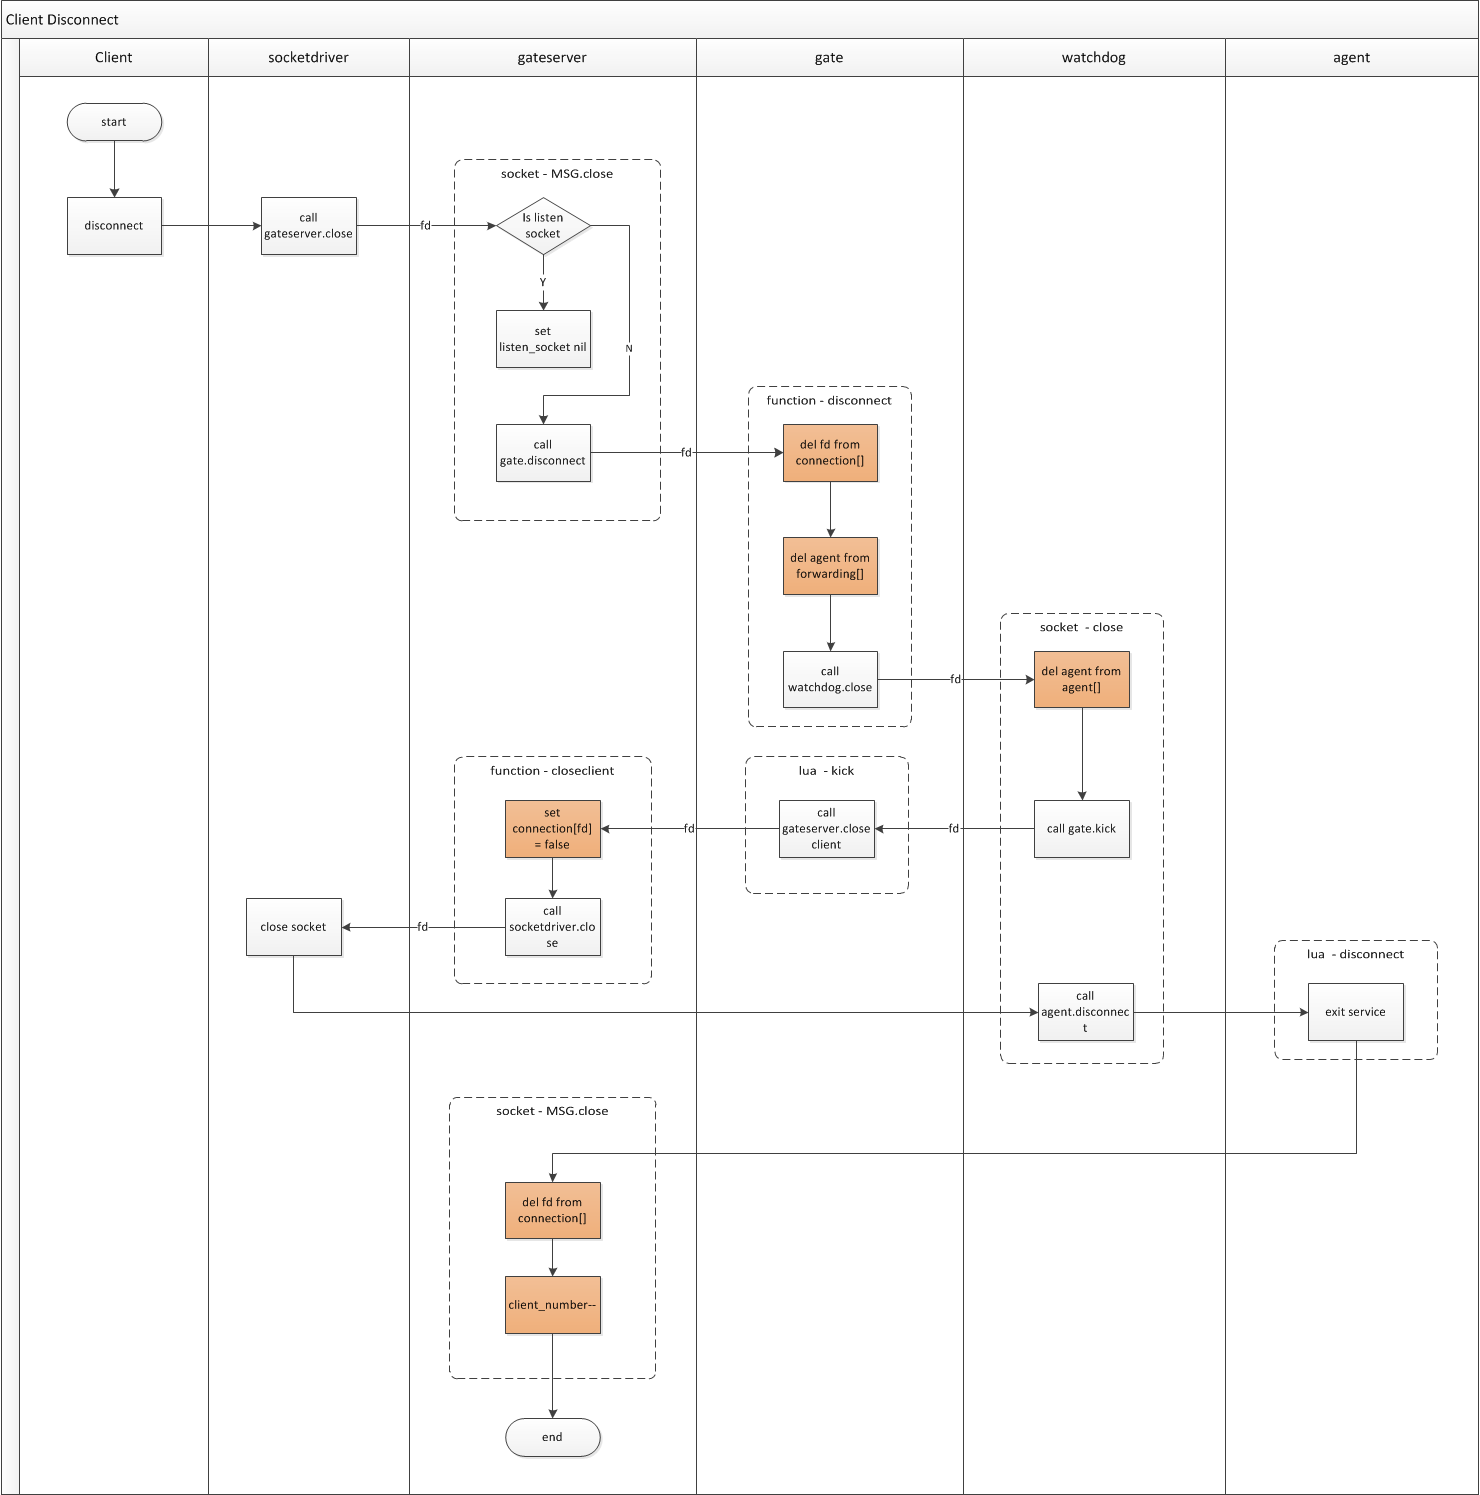 Client Disconnect
Client
socketdriver
gateserver
gate
watchdog
agent
start
disconnect
call
gateserver.close
fd
socket - MSG.close
Is listen
socket
Y
set
listen_socket nil
N
call
gate.disconnect
fd
function - disconnect
del fd from
connection[]
del agent from
forwarding[]
call
watchdog.close
fd
socket  - close
del agent from
agent[]
call gate.kick
fd
lua  - kick
call
gateserver.close
client
fd
function - closeclient
set
connection[fd]
= false
call
socketdriver.clo
se
fd
close socket
call
agent.disconnec
t
lua  - disconnect
exit service
socket - MSG.close
del fd from
connection[]
client_number--
end